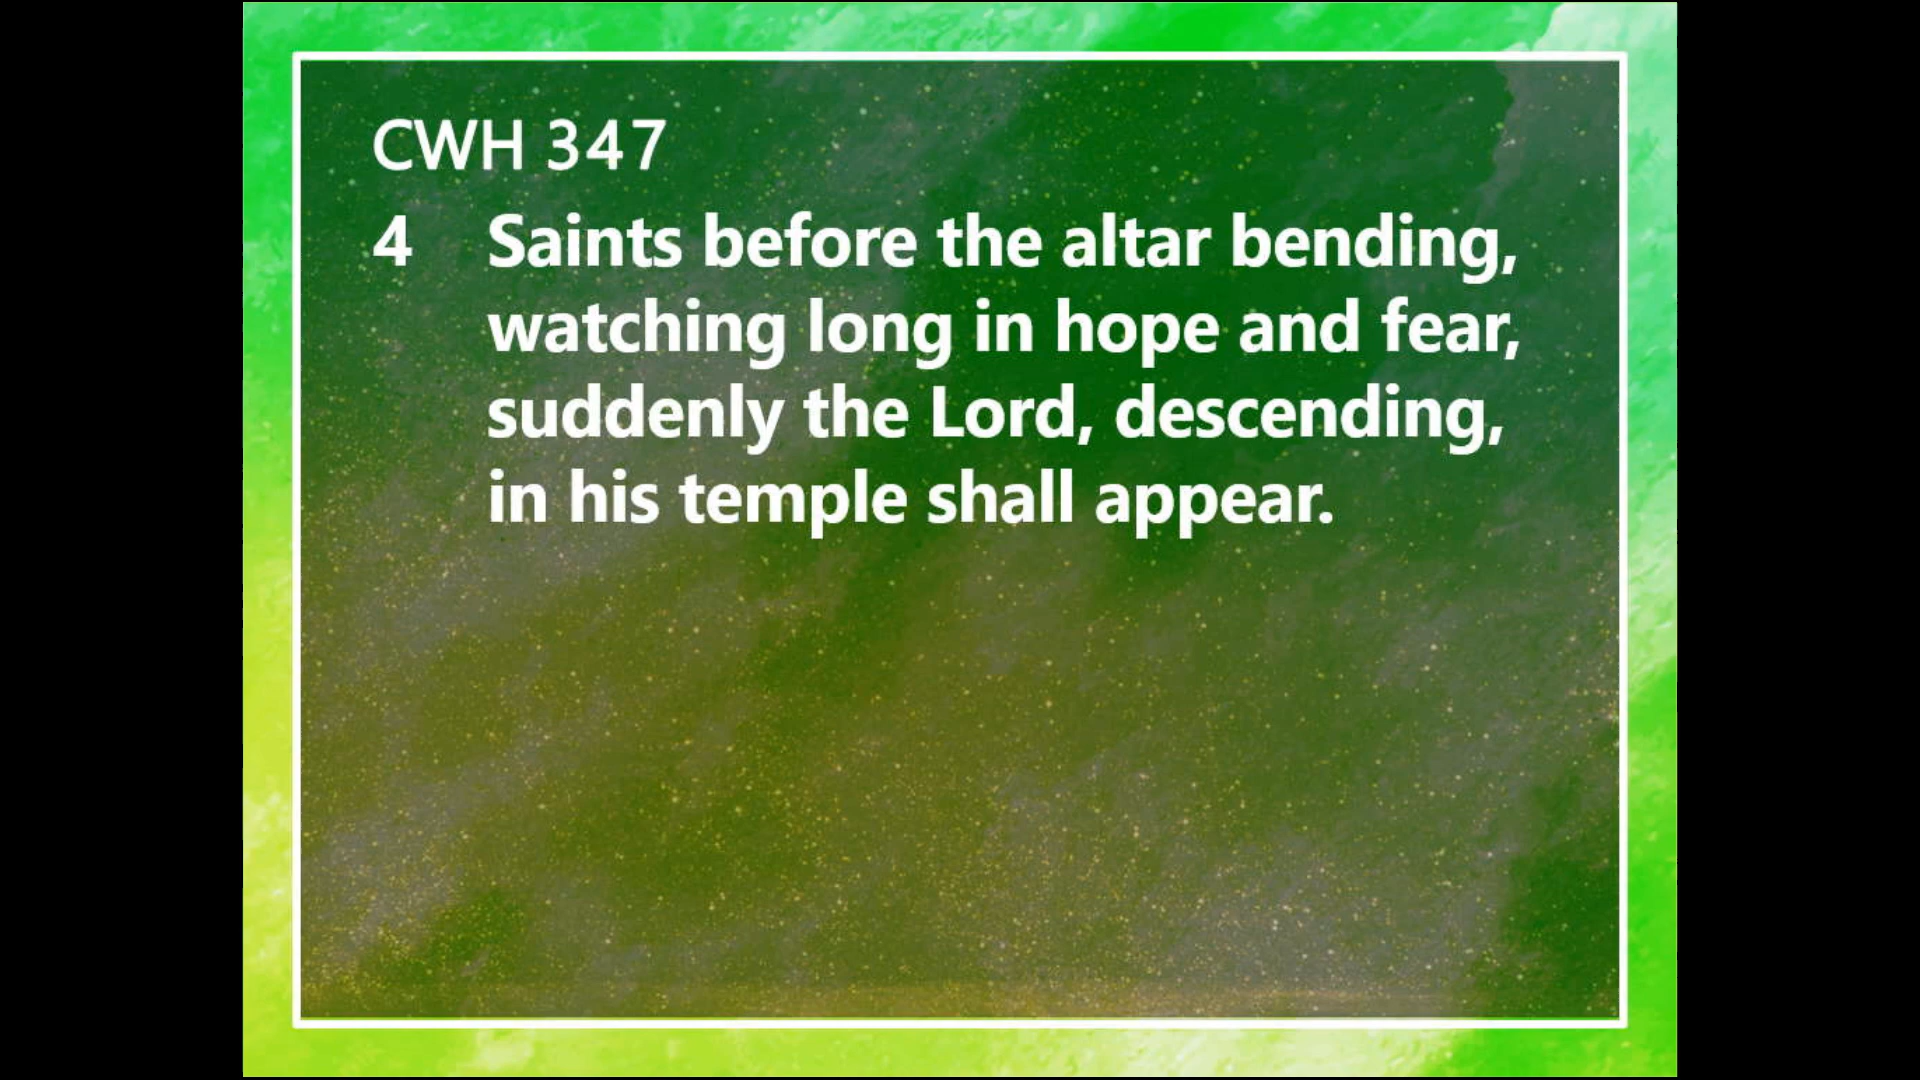 CWH 347
4 Saints before the altar bending,
watching long in hope and fear,
suddenly the Lord, descending,
in his temple shall appear.